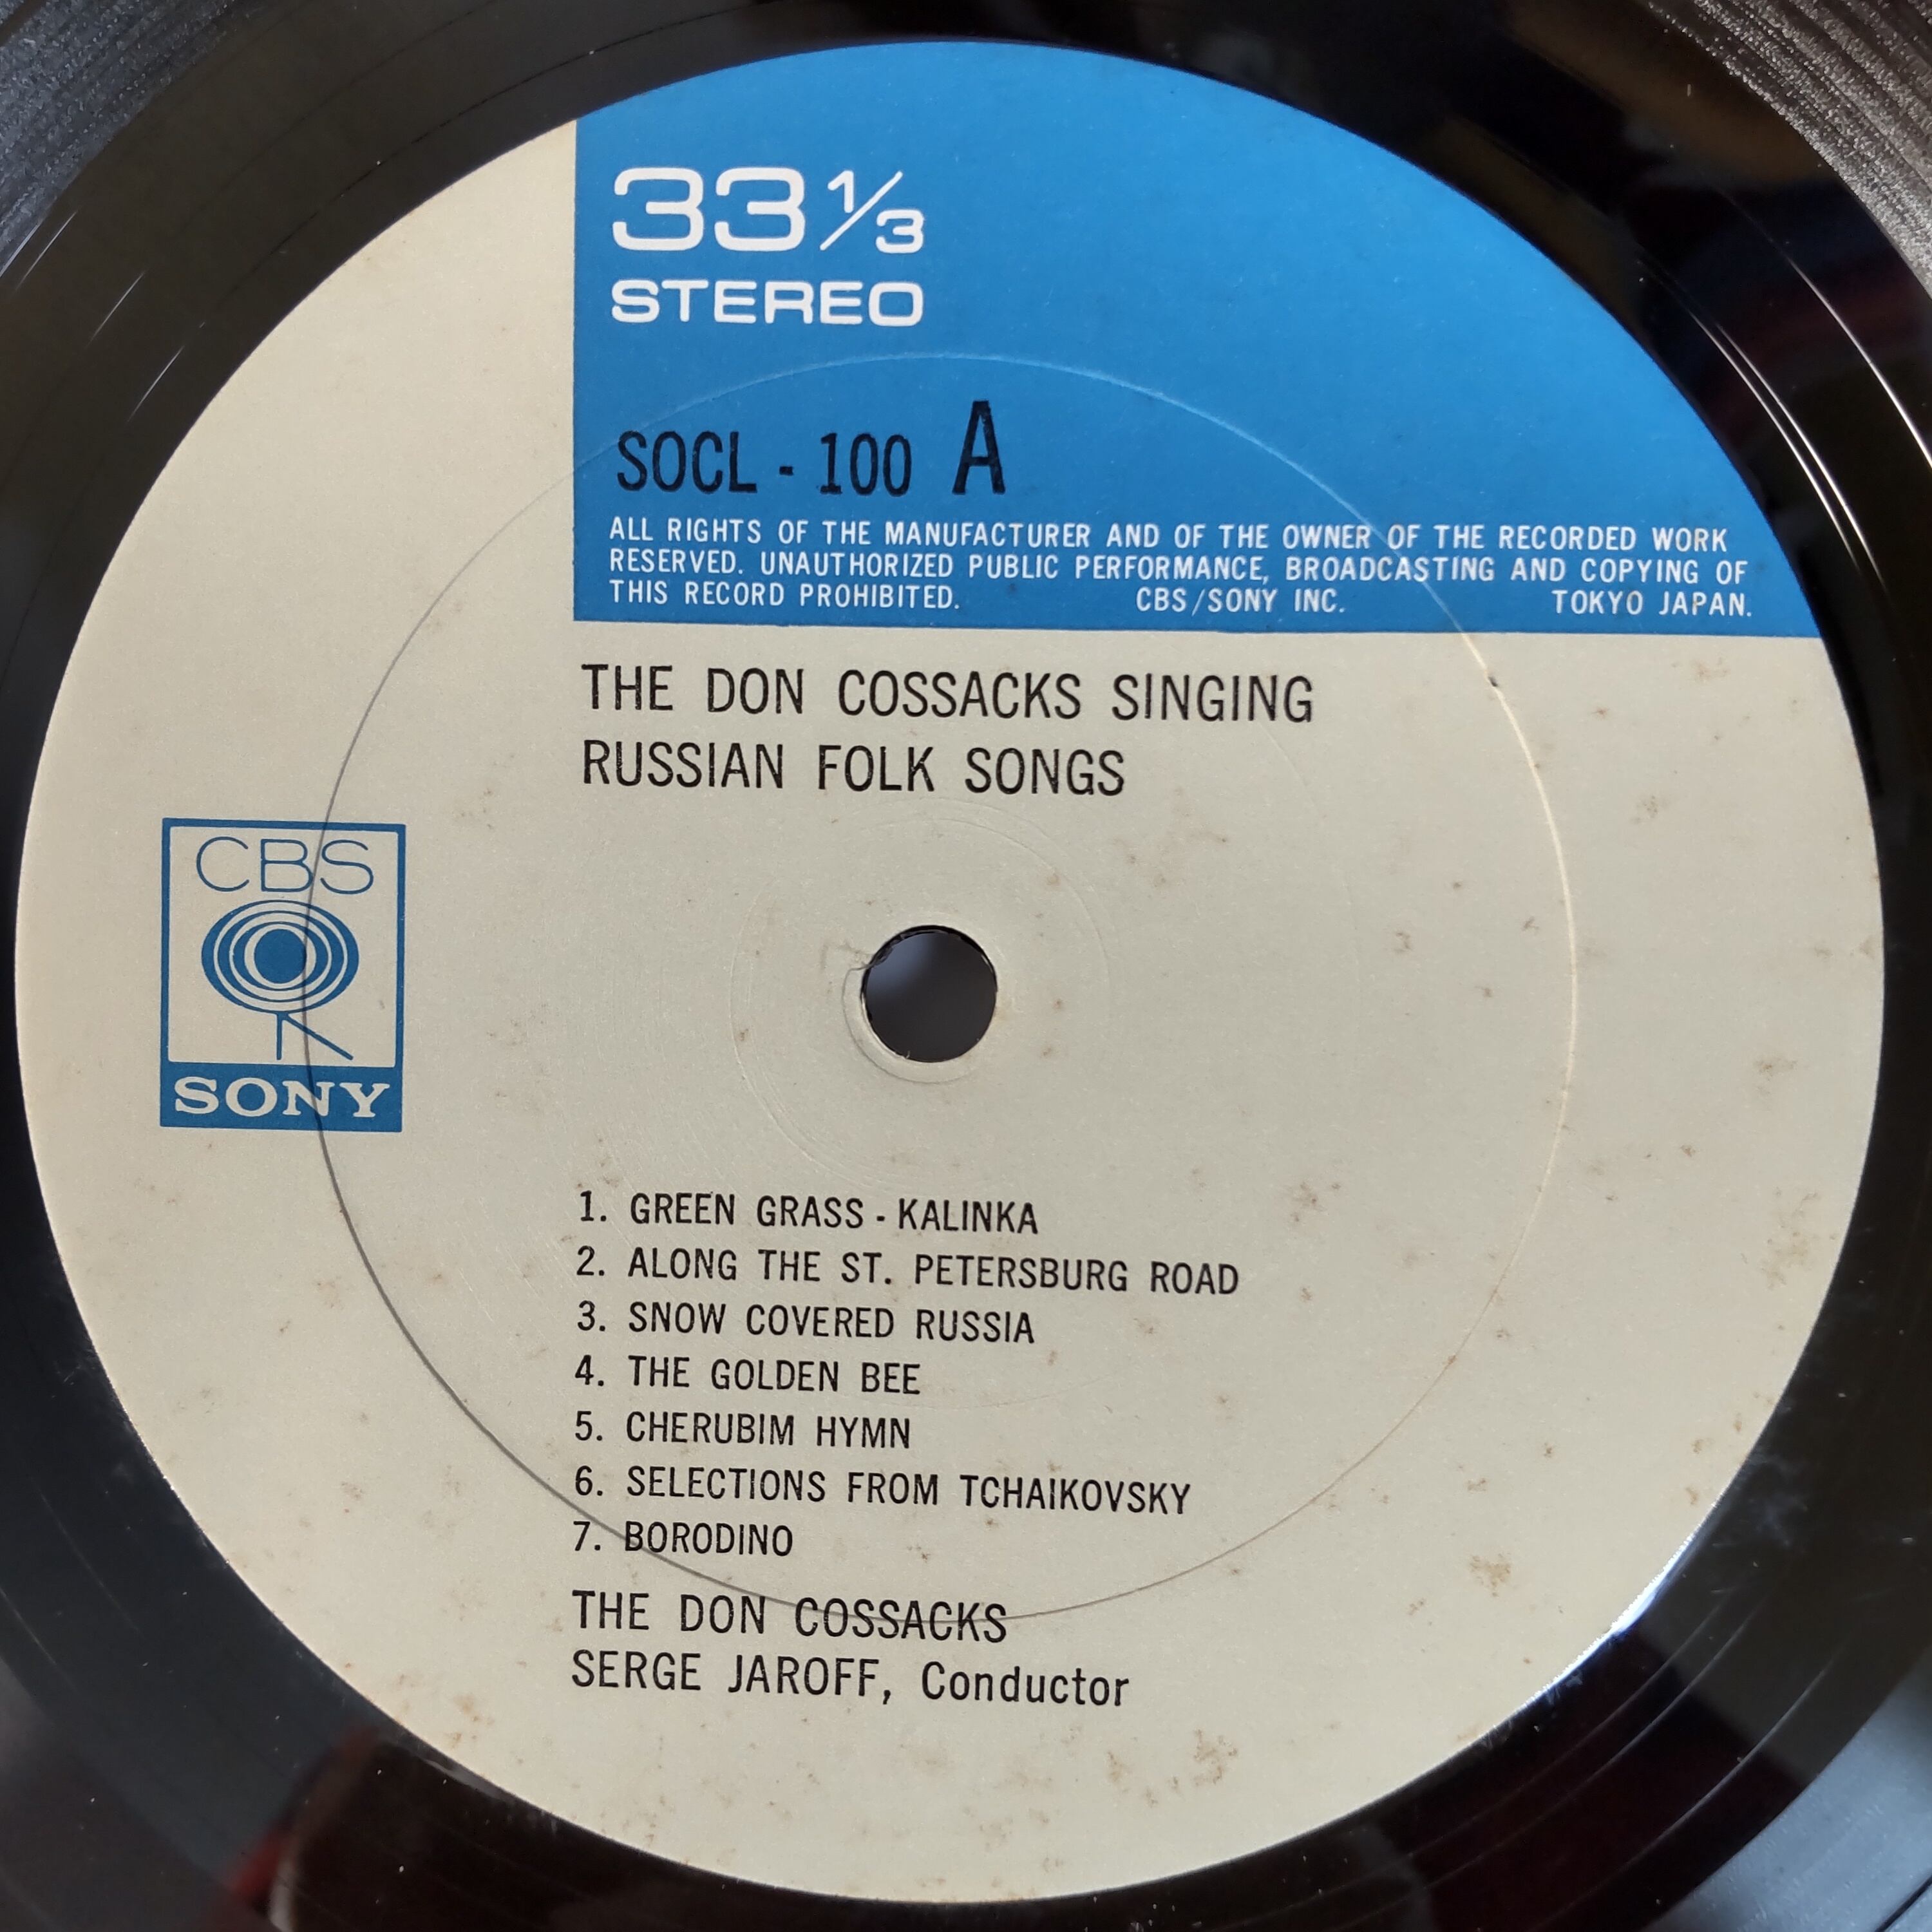 33 1/3
STEREO
SOCL - 100 A
ALL RIGHTS OF THE MANUFACTURER AND OF THE OWNER OF THE RECORDED WORK
RESERVED. UNAUTHORIZED PUBLIC PERFORMANCE, BROADCASTING AND COPYING OF
THIS RECORD PROHIBITED. CBS/SONY INC. TOKYO JAPAN.
THE DON COSSACKS SINGING
RUSSIAN FOLK SONGS
CBS
SONY
1. GREEN GRASS - KALINKA
2. ALONG THE ST. PETERSBURG ROAD
3. SNOW COVERED RUSSIA
4. THE GOLDEN BEE
5. CHERUBIM HYMN
6. SELECTIONS FROM TCHAIKOVSKY
7. BORODINO
THE DON COSSACKS
SERGE JAROFF, Conductor